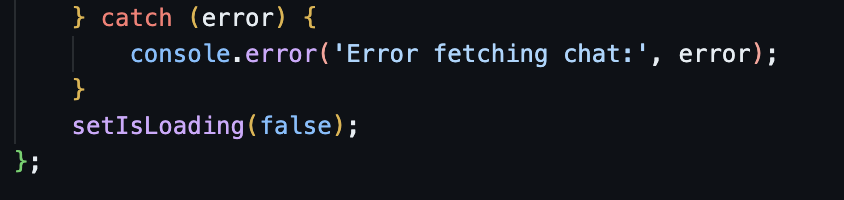 } catch (error) {
console.error('Error fetching chat:', error);
}
setIsLoading(false);
};